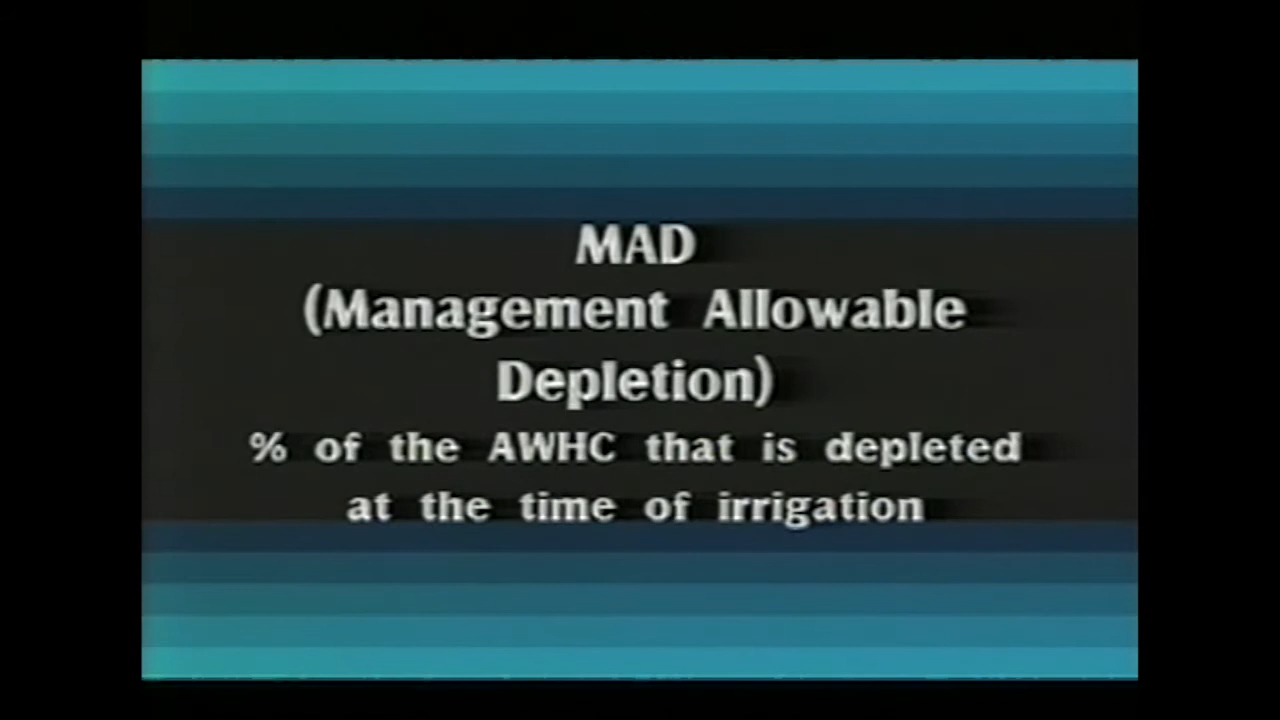 MAD
(Management Allowable
Depletion)
% of the AWHC that is depleted
at the time of irrigation